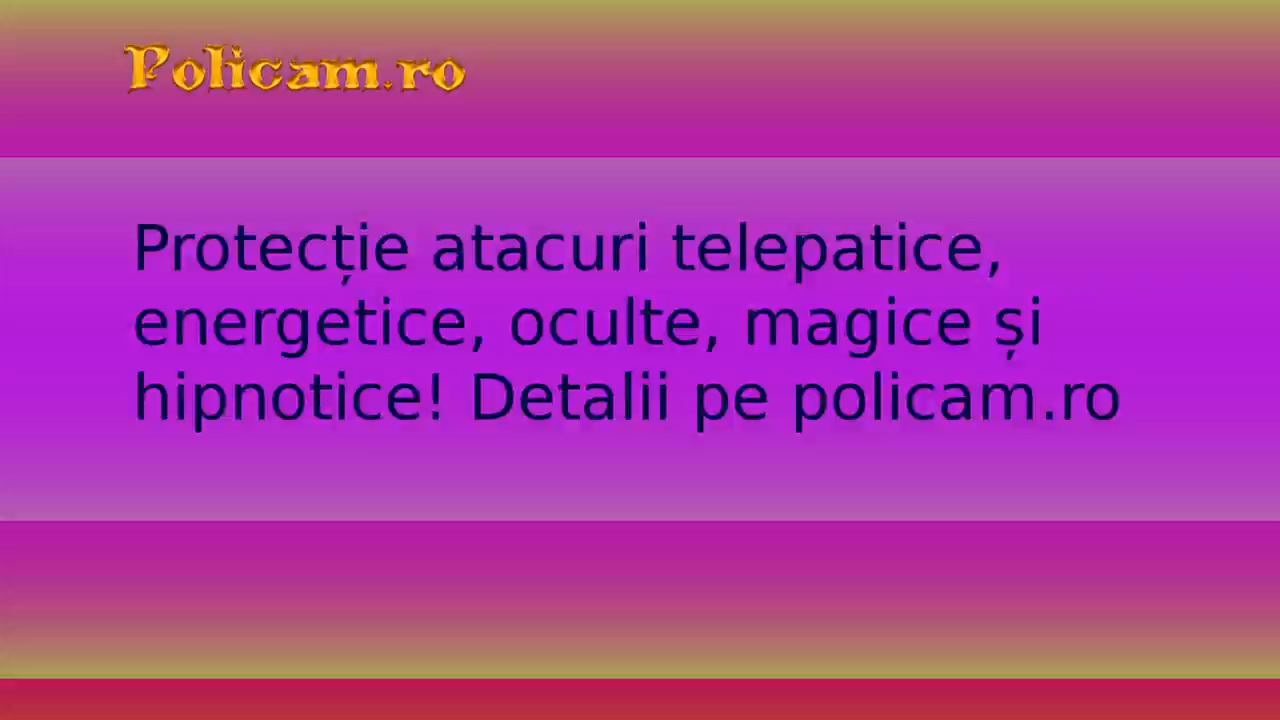 Policam.ro
Protecție atacuri telepatice,
energetice, oculte, magice și
hipnotice! Detalii pe policam.ro